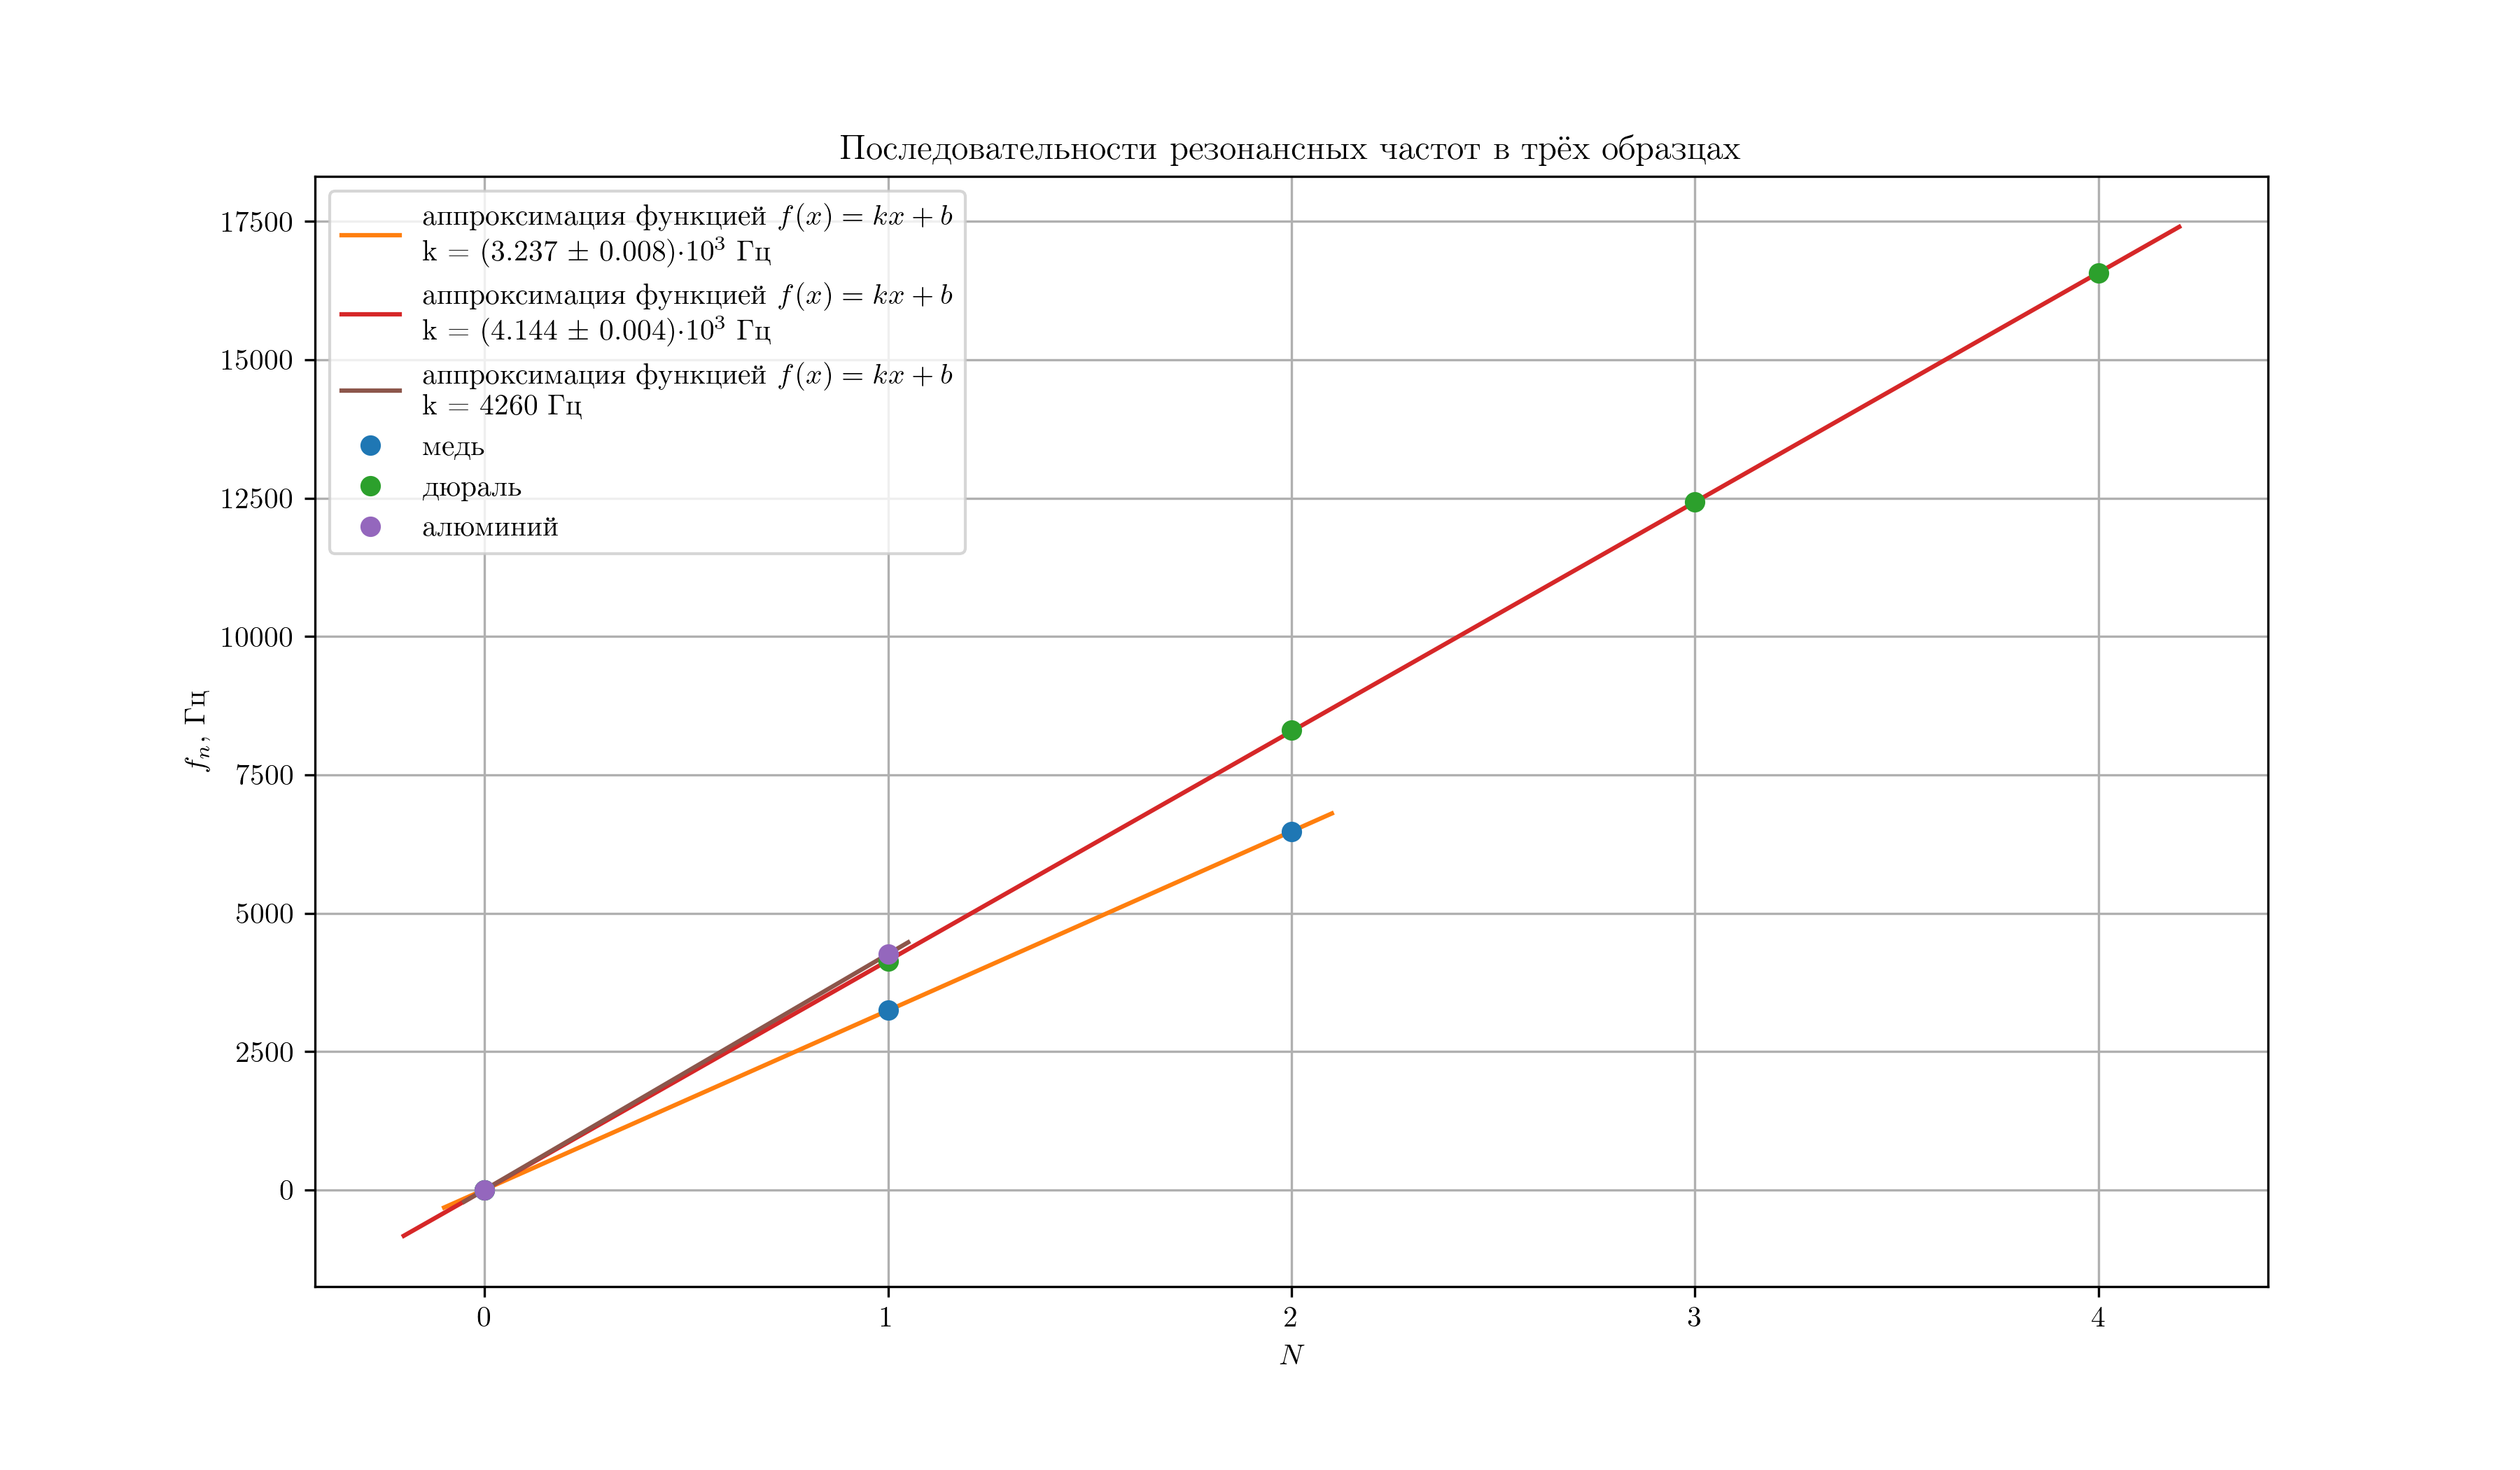 Последовательности резонансных частот в трёх образцах
аппроксимация функцией f(x) = kx + b
k = (3.237 ± 0.008)·10³ Гц
аппроксимация функцией f(x) = kx + b
k = (4.144 ± 0.004)·10³ Гц
аппроксимация функцией f(x) = kx + b
k = 4260 Гц
медь
дюраль
алюминий
17500
15000
12500
10000
7500
5000
2500
0
fₙ, Гц
0 1 2 3 4
N